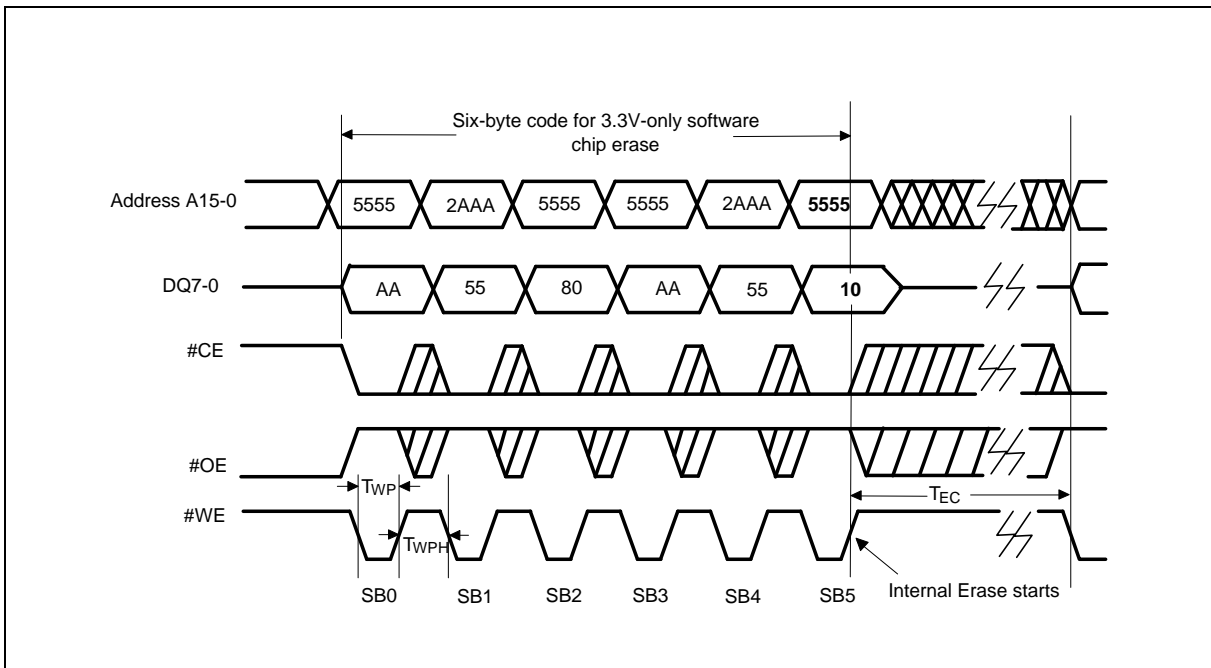 Six-byte code for 3.3V-only software
chip erase
Address A15-0
5555 2AAA 5555 5555 2AAA 5555
DQ7-0
AA 55 80 AA 55 10
#CE
#OE
TWP
TEC
#WE
TWPH
SB0 SB1 SB2 SB3 SB4 SB5
Internal Erase starts